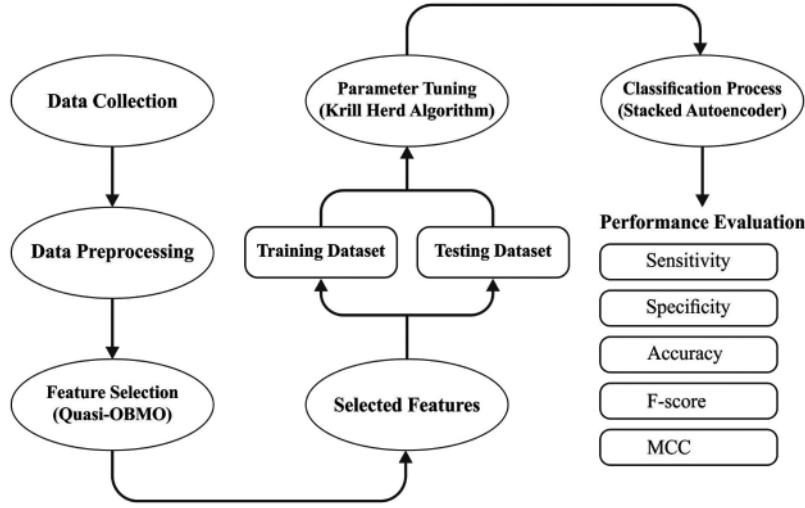 Data Collection
Data Preprocessing
Feature Selection
(Quasi-OBMO)
Selected Features
Training Dataset
Testing Dataset
Parameter Tuning
(Krill Herd Algorithm)
Classification Process
(Stacked Autoencoder)
Performance Evaluation
Sensitivity
Specificity
Accuracy
F-score
MCC